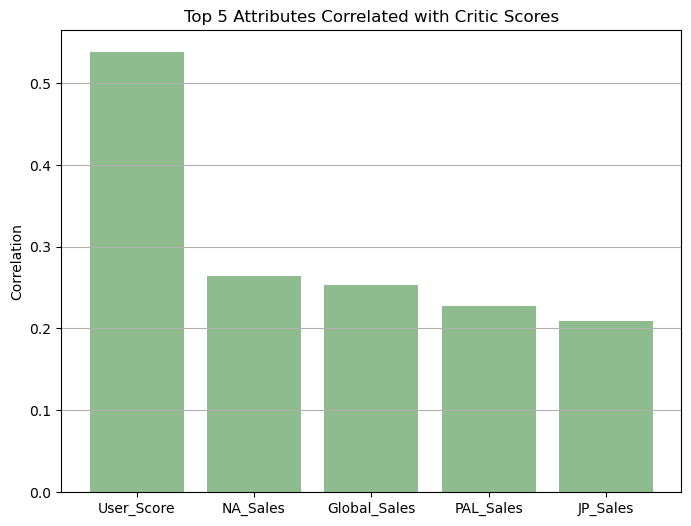 Top 5 Attributes Correlated with Critic Scores
Correlation
0.5
0.4
0.3
0.2
0.1
0.0
User_Score NA_Sales Global_Sales PAL_Sales JP_Sales